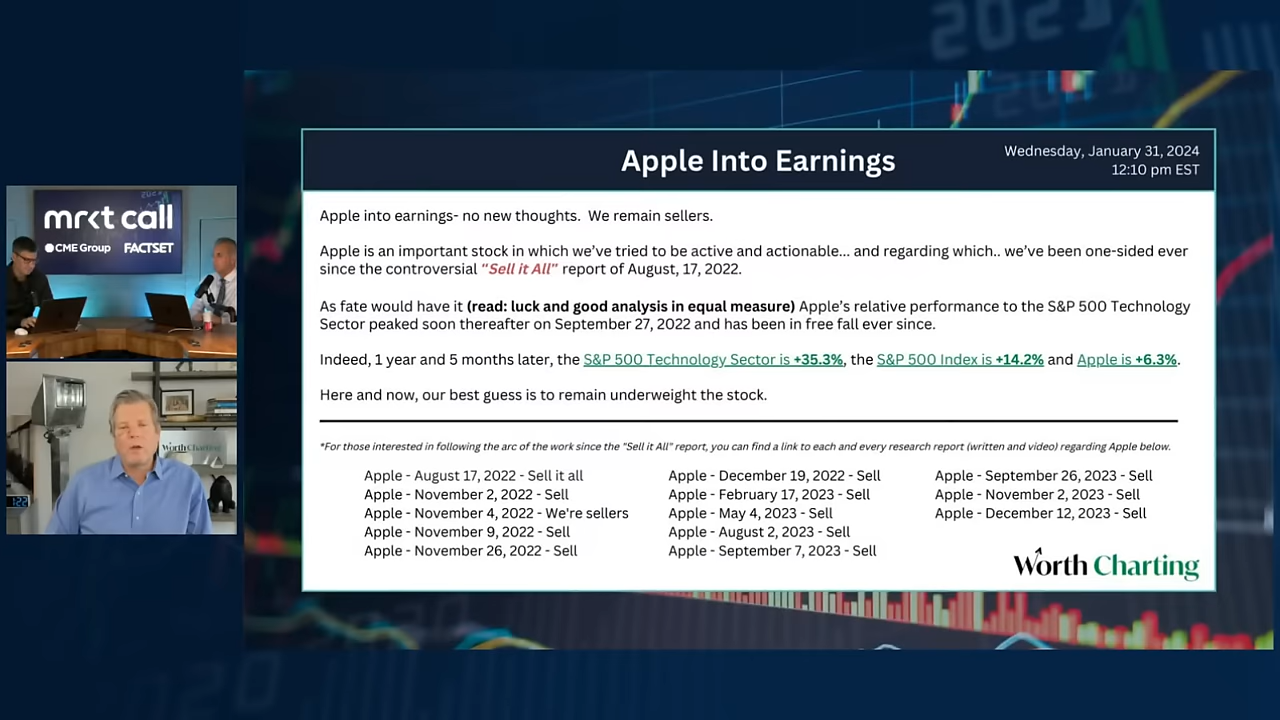 2021
mrkt call
CME Group FACTSET
WorthCharting
1:22
Apple Into Earnings
Wednesday, January 31, 2024
12:10 pm EST
Apple into earnings- no new thoughts. We remain sellers.
Apple is an important stock in which we've tried to be active and actionable... and regarding which.. we've been one-sided ever
since the controversial "Sell it All" report of August, 17, 2022.
As fate would have it (read: luck and good analysis in equal measure) Apple's relative performance to the S&P 500 Technology
Sector peaked soon thereafter on September 27, 2022 and has been in free fall ever since.
Indeed, 1 year and 5 months later, the S&P 500 Technology Sector is +35.3%, the S&P 500 Index is +14.2% and Apple is +6.3%.
Here and now, our best guess is to remain underweight the stock.
*For those interested in following the arc of the work since the "Sell it All" report, you can find a link to each and every research report (written and video) regarding Apple below.
Apple - August 17, 2022 - Sell it all
Apple - November 2, 2022 - Sell
Apple - November 4, 2022 - We're sellers
Apple - November 9, 2022 - Sell
Apple - November 26, 2022 - Sell
Apple - December 19, 2022 - Sell
Apple - February 17, 2023 - Sell
Apple - May 4, 2023 - Sell
Apple - August 2, 2023 - Sell
Apple - September 7, 2023 - Sell
Apple - September 26, 2023 - Sell
Apple - November 2, 2023 - Sell
Apple - December 12, 2023 - Sell
Worth Charting